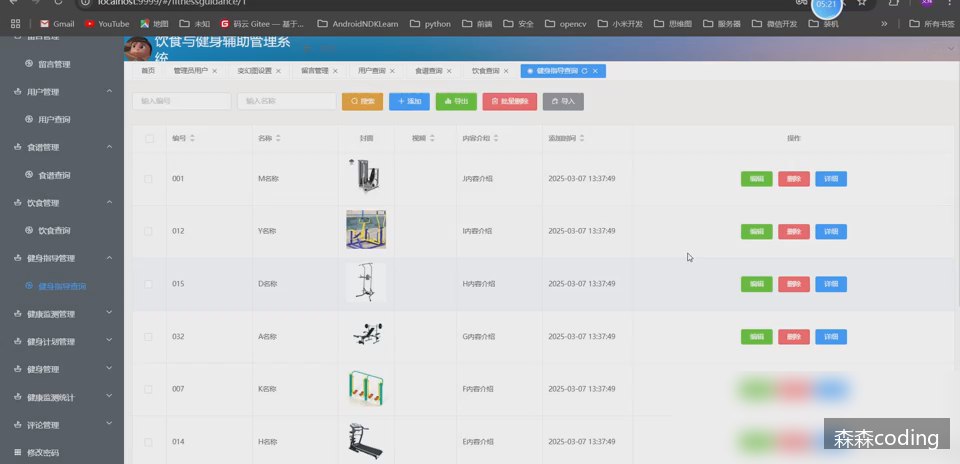 localhost:9999/#/fitnessguidance/1
05:21
Gmail
YouTube
地图
未知
码云 Gitee — 基于...
AndroidNDKLearn
python
前端
安全
opencv
小米开发
思维图
服务器
微信开发
装机
»
所有书签
饮食与健身辅助管理系统
留言管理
留言管理
用户管理
用户查询
食谱管理
食谱查询
饮食管理
饮食查询
健身指导管理
健身指导查询
健康监测管理
健身计划管理
健身管理
健康监测统计
评论管理
修改密码
首页
管理员用户 ×
变幻图设置 ×
留言管理 ×
用户查询 ×
食谱查询 ×
饮食查询 ×
健身指导查询 ×
输入编号
输入名称
搜索
添加
导出
批量删除
导入
编号 名称 封面 视频 内容介绍 添加时间 操作
001 M名称 J内容介绍 2025-03-07 13:37:49 编辑 删除 详细
012 Y名称 I内容介绍 2025-03-07 13:37:49 编辑 删除 详细
015 D名称 H内容介绍 2025-03-07 13:37:49 编辑 删除 详细
032 A名称 G内容介绍 2025-03-07 13:37:49 编辑 删除 详细
007 K名称 F内容介绍 2025-03-07 13:37:49
014 H名称 E内容介绍 2025-03-07 13:37:49
森森coding